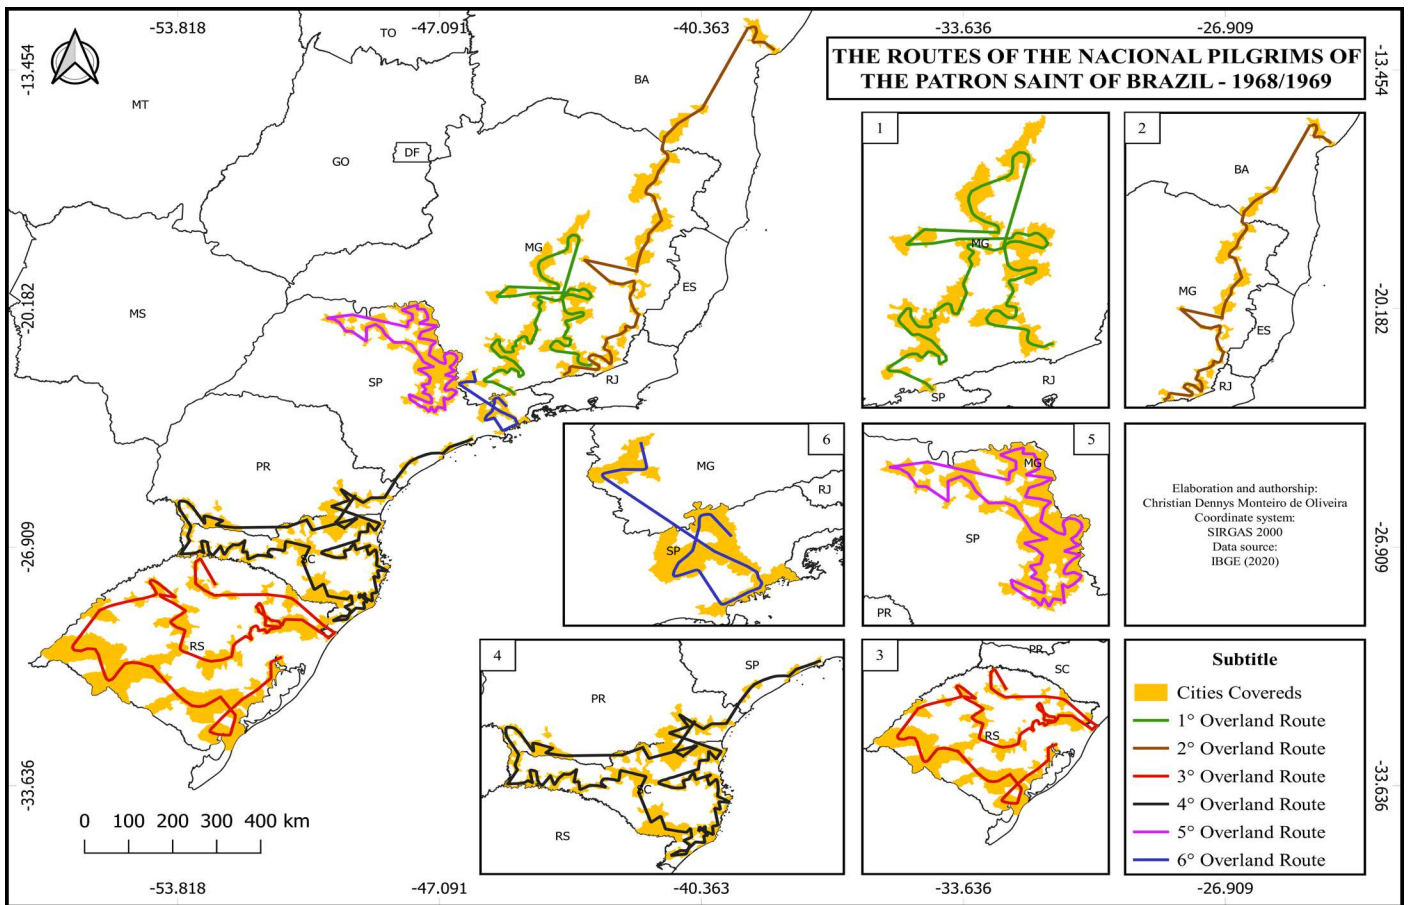 -53.818
-47.091
-40.363
-33.636
-26.909
THE ROUTES OF THE NACIONAL PILGRIMS OF
THE PATRON SAINT OF BRAZIL - 1968/1969
-13.454
-13.454
TO
BA
MT
GO
DF
MG
ES
MS
SP
RJ
PR
SC
RS
-20.182
-20.182
-26.909
-26.909
-33.636
-33.636
1
MG
SP
RJ
2
BA
MG
ES
RJ
6
MG
RJ
SP
5
MG
SP
PR
Elaboration and authorship:
Christian Dennys Monteiro de Oliveira
Coordinate system:
SIRGAS 2000
Data source:
IBGE (2020)
4
SP
PR
SC
RS
3
PR
SC
RS
Subtitle
Cities Covereds
1° Overland Route
2° Overland Route
3° Overland Route
4° Overland Route
5° Overland Route
6° Overland Route
0 100 200 300 400 km
-53.818
-47.091
-40.363
-33.636
-26.909